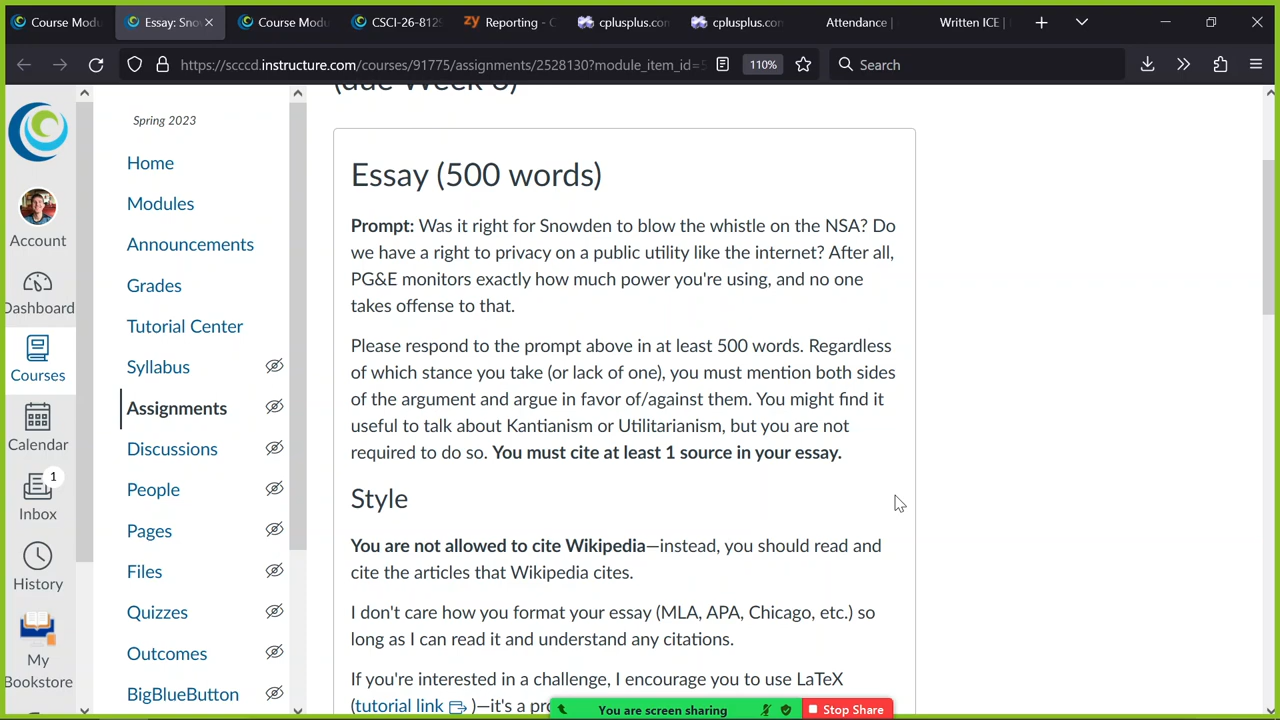 Course Modu
Essay: Snow
Course Modu
CSCI-26-812
zy Reporting - C
cplusplus.com
cplusplus.com
Attendance |
Written ICE |
https://scccd.instructure.com/courses/91775/assignments/2528130?module_item_id=5
110%
Search
(due Week 6)
Spring 2023
Home
Modules
Announcements
Grades
Tutorial Center
Syllabus
Assignments
Discussions
People
Pages
Files
Quizzes
Outcomes
BigBlueButton
Account
Dashboard
Courses
Calendar
1
Inbox
History
My
Bookstore
Essay (500 words)
Prompt: Was it right for Snowden to blow the whistle on the NSA? Do
we have a right to privacy on a public utility like the internet? After all,
PG&E monitors exactly how much power you're using, and no one
takes offense to that.
Please respond to the prompt above in at least 500 words. Regardless
of which stance you take (or lack of one), you must mention both sides
of the argument and argue in favor of/against them. You might find it
useful to talk about Kantianism or Utilitarianism, but you are not
required to do so. You must cite at least 1 source in your essay.
Style
You are not allowed to cite Wikipedia—instead, you should read and
cite the articles that Wikipedia cites.
I don't care how you format your essay (MLA, APA, Chicago, etc.) so
long as I can read it and understand any citations.
If you're interested in a challenge, I encourage you to use LaTeX
(tutorial link )—it's a pro
You are screen sharing
Stop Share